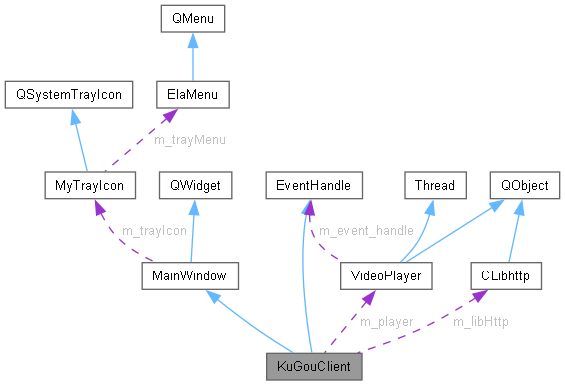 QMenu
QSystemTrayIcon
ElaMenu
m_trayMenu
MyTrayIcon
QWidget
EventHandle
Thread
QObject
m_trayIcon
m_event_handle
MainWindow
VideoPlayer
CLibhttp
m_player
m_libHttp
KuGouClient